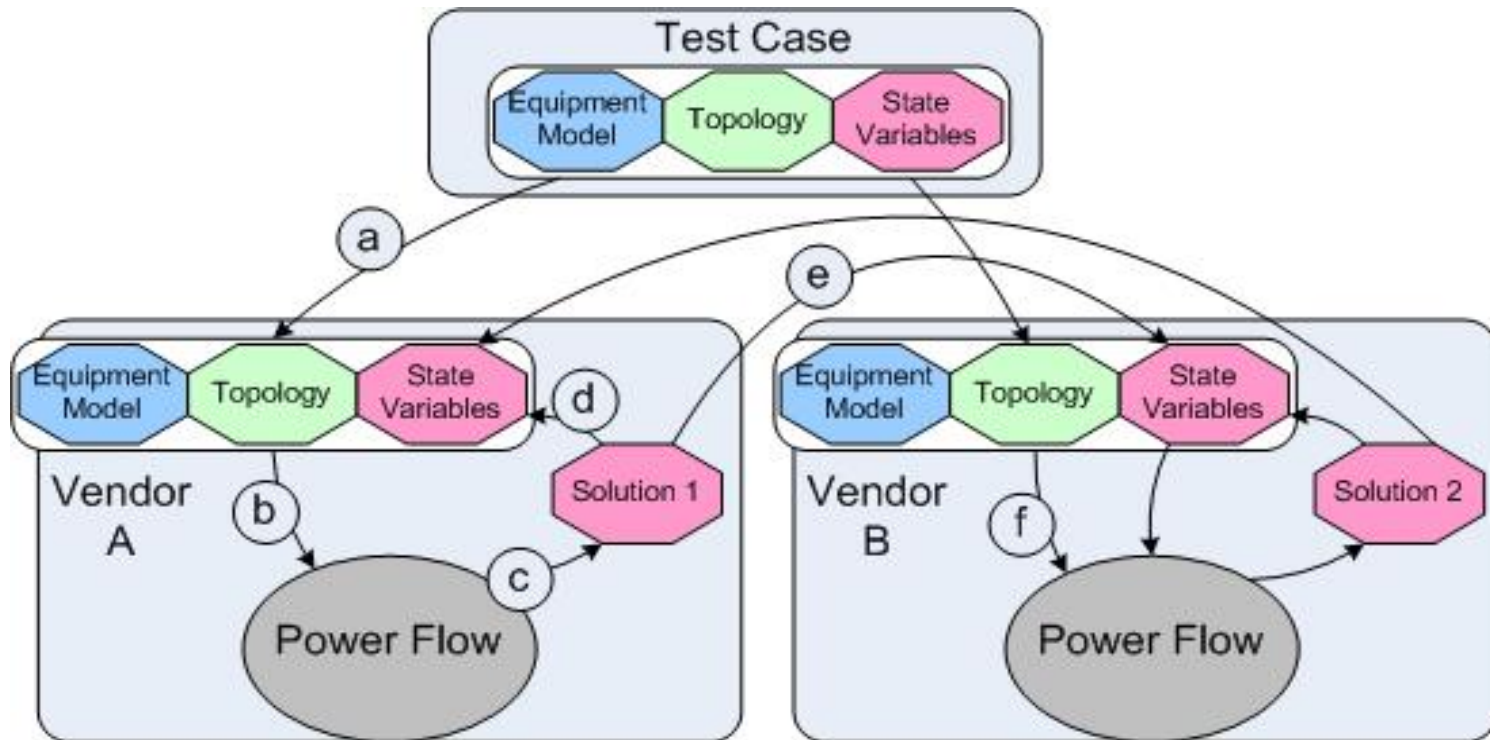 Test Case
Equipment
Model
Topology
State
Variables
a
e
Equipment
Model
Topology
State
Variables
d
Equipment
Model
Topology
State
Variables
Vendor
A
b
Solution 1
c
Power Flow
Vendor
B
f
Solution 2
Power Flow